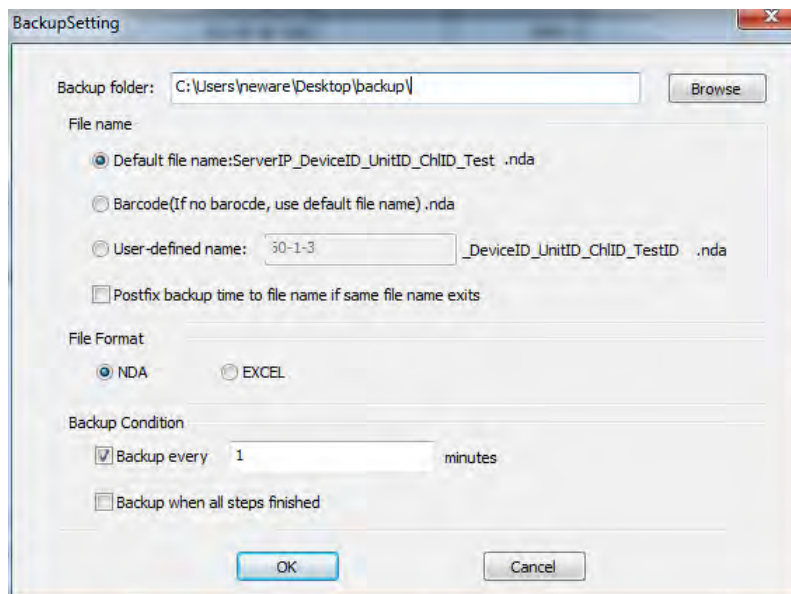 BackupSetting
Backup folder: C:\Users\neware\Desktop\backup\ Browse
File name
Default file name:ServerIP_DeviceID_UnitID_ChlID_Test .nda
Barcode(If no barocde, use default file name) .nda
User-defined name: 50-1-3 _DeviceID_UnitID_ChlID_TestID .nda
Postfix backup time to file name if same file name exits
File Format
NDA EXCEL
Backup Condition
Backup every 1 minutes
Backup when all steps finished
OK Cancel